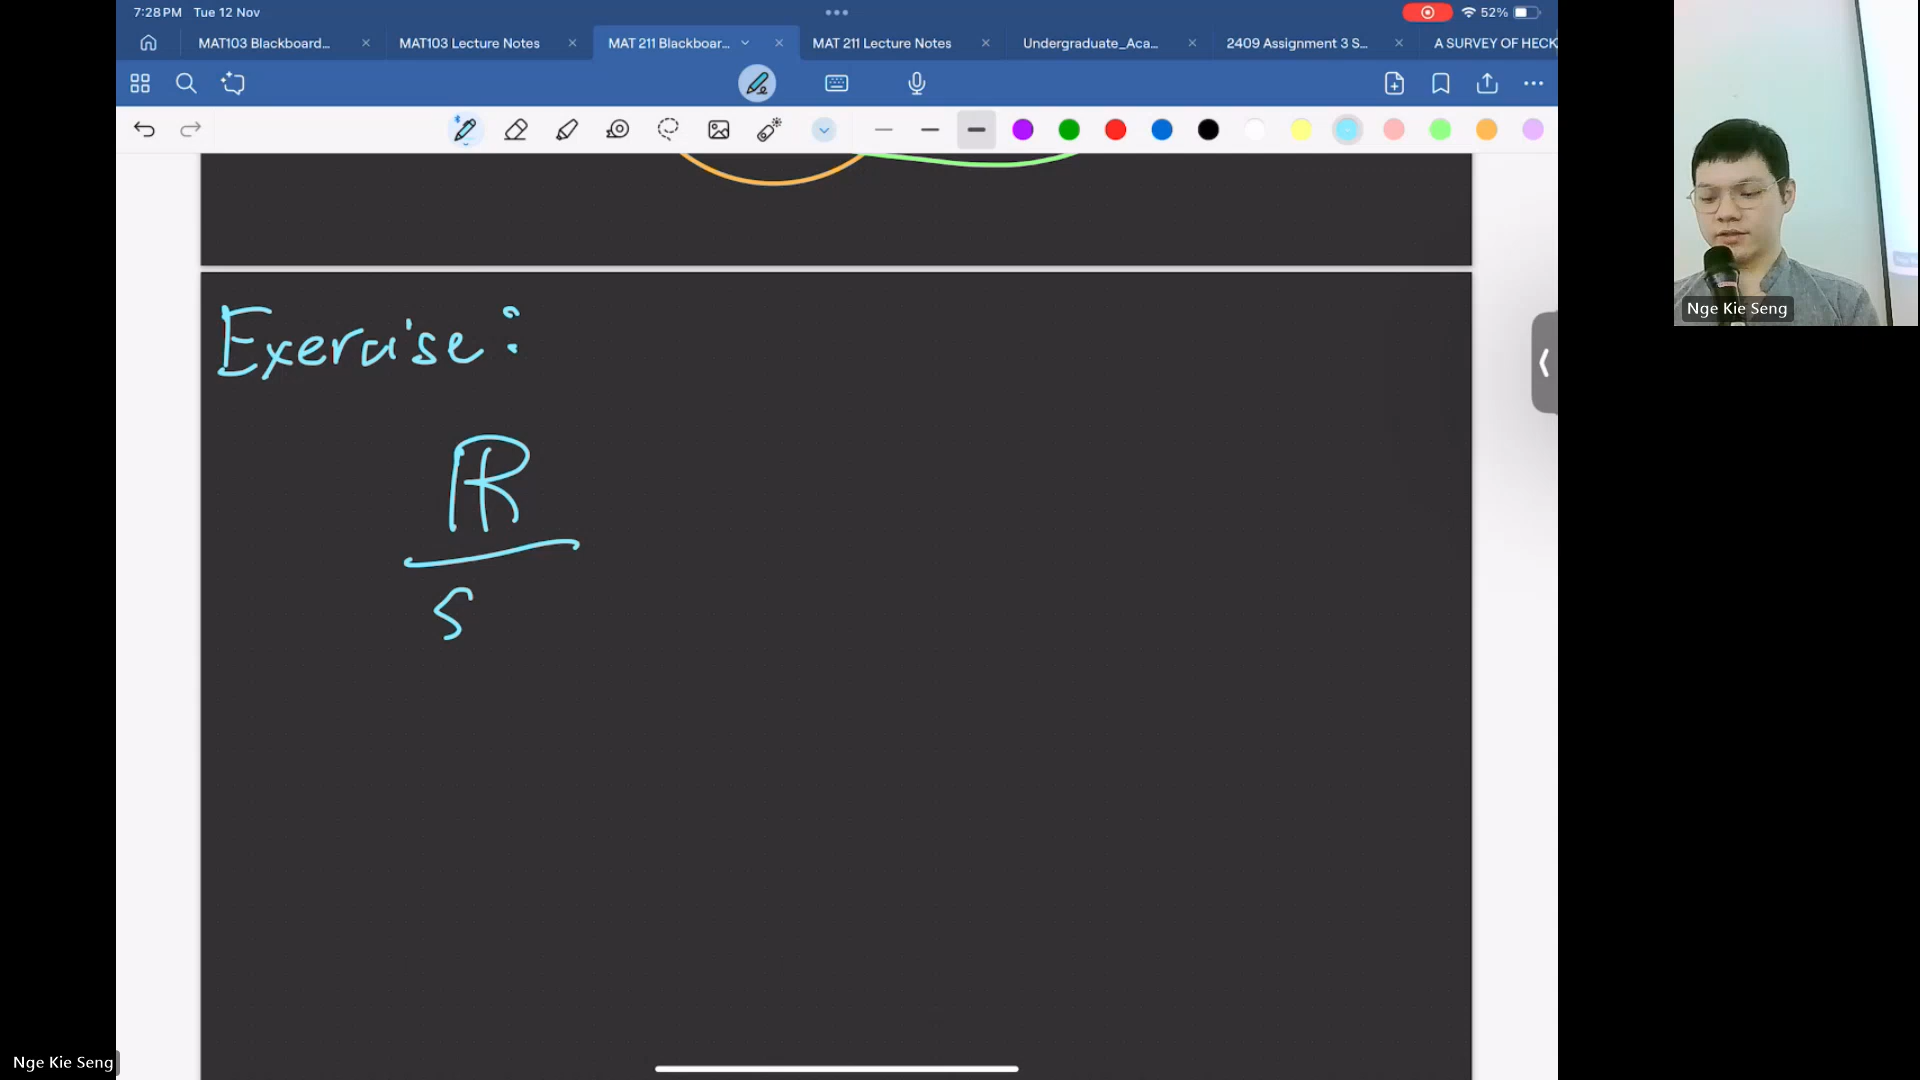 7:28 PM Tue 12 Nov
52%
MAT103 Blackboard...
MAT103 Lecture Notes
MAT 211 Blackboar...
MAT 211 Lecture Notes
Undergraduate_Aca...
2409 Assignment 3 S...
A SURVEY OF HECK
Exercise:
ℝ
5
Nge Kie Seng
Nge Kie Seng